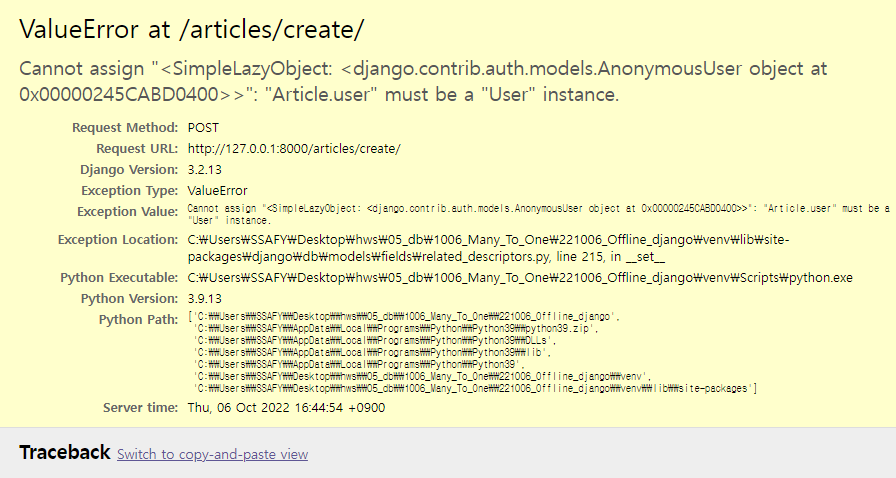 ValueError at /articles/create/
Cannot assign "<SimpleLazyObject: <django.contrib.auth.models.AnonymousUser object at
0x00000245CABD0400>>": "Article.user" must be a "User" instance.
Request Method: POST
Request URL: http://127.0.0.1:8000/articles/create/
Django Version: 3.2.13
Exception Type: ValueError
Exception Value: Cannot assign "<SimpleLazyObject: <django.contrib.auth.models.AnonymousUser object at 0x00000245CABD0400>>": "Article.user" must be a
"User" instance.
Exception Location: C:₩Users₩SSAFY₩Desktop₩hws₩05_db₩1006_Many_To_One₩221006_Offline_django₩venv₩lib₩site-
packages₩django₩db₩models₩fields₩related_descriptors.py, line 215, in __set__
Python Executable: C:₩Users₩SSAFY₩Desktop₩hws₩05_db₩1006_Many_To_One₩221006_Offline_django₩venv₩Scripts₩python.exe
Python Version: 3.9.13
Python Path: ['C:₩₩Users₩₩SSAFY₩₩Desktop₩₩hws₩₩05_db₩₩1006_Many_To_One₩₩221006_Offline_django',
'C:₩₩Users₩₩SSAFY₩₩AppData₩₩Local₩₩Programs₩₩Python₩₩Python39₩₩python39.zip',
'C:₩₩Users₩₩SSAFY₩₩AppData₩₩Local₩₩Programs₩₩Python₩₩Python39₩₩DLLs',
'C:₩₩Users₩₩SSAFY₩₩AppData₩₩Local₩₩Programs₩₩Python₩₩Python39₩₩lib',
'C:₩₩Users₩₩SSAFY₩₩AppData₩₩Local₩₩Programs₩₩Python₩₩Python39',
'C:₩₩Users₩₩SSAFY₩₩Desktop₩₩hws₩₩05_db₩₩1006_Many_To_One₩₩221006_Offline_django₩₩venv',
'C:₩₩Users₩₩SSAFY₩₩Desktop₩₩hws₩₩05_db₩₩1006_Many_To_One₩₩221006_Offline_django₩₩venv₩₩lib₩₩site-packages']
Server time: Thu, 06 Oct 2022 16:44:54 +0900
Traceback Switch to copy-and-paste view